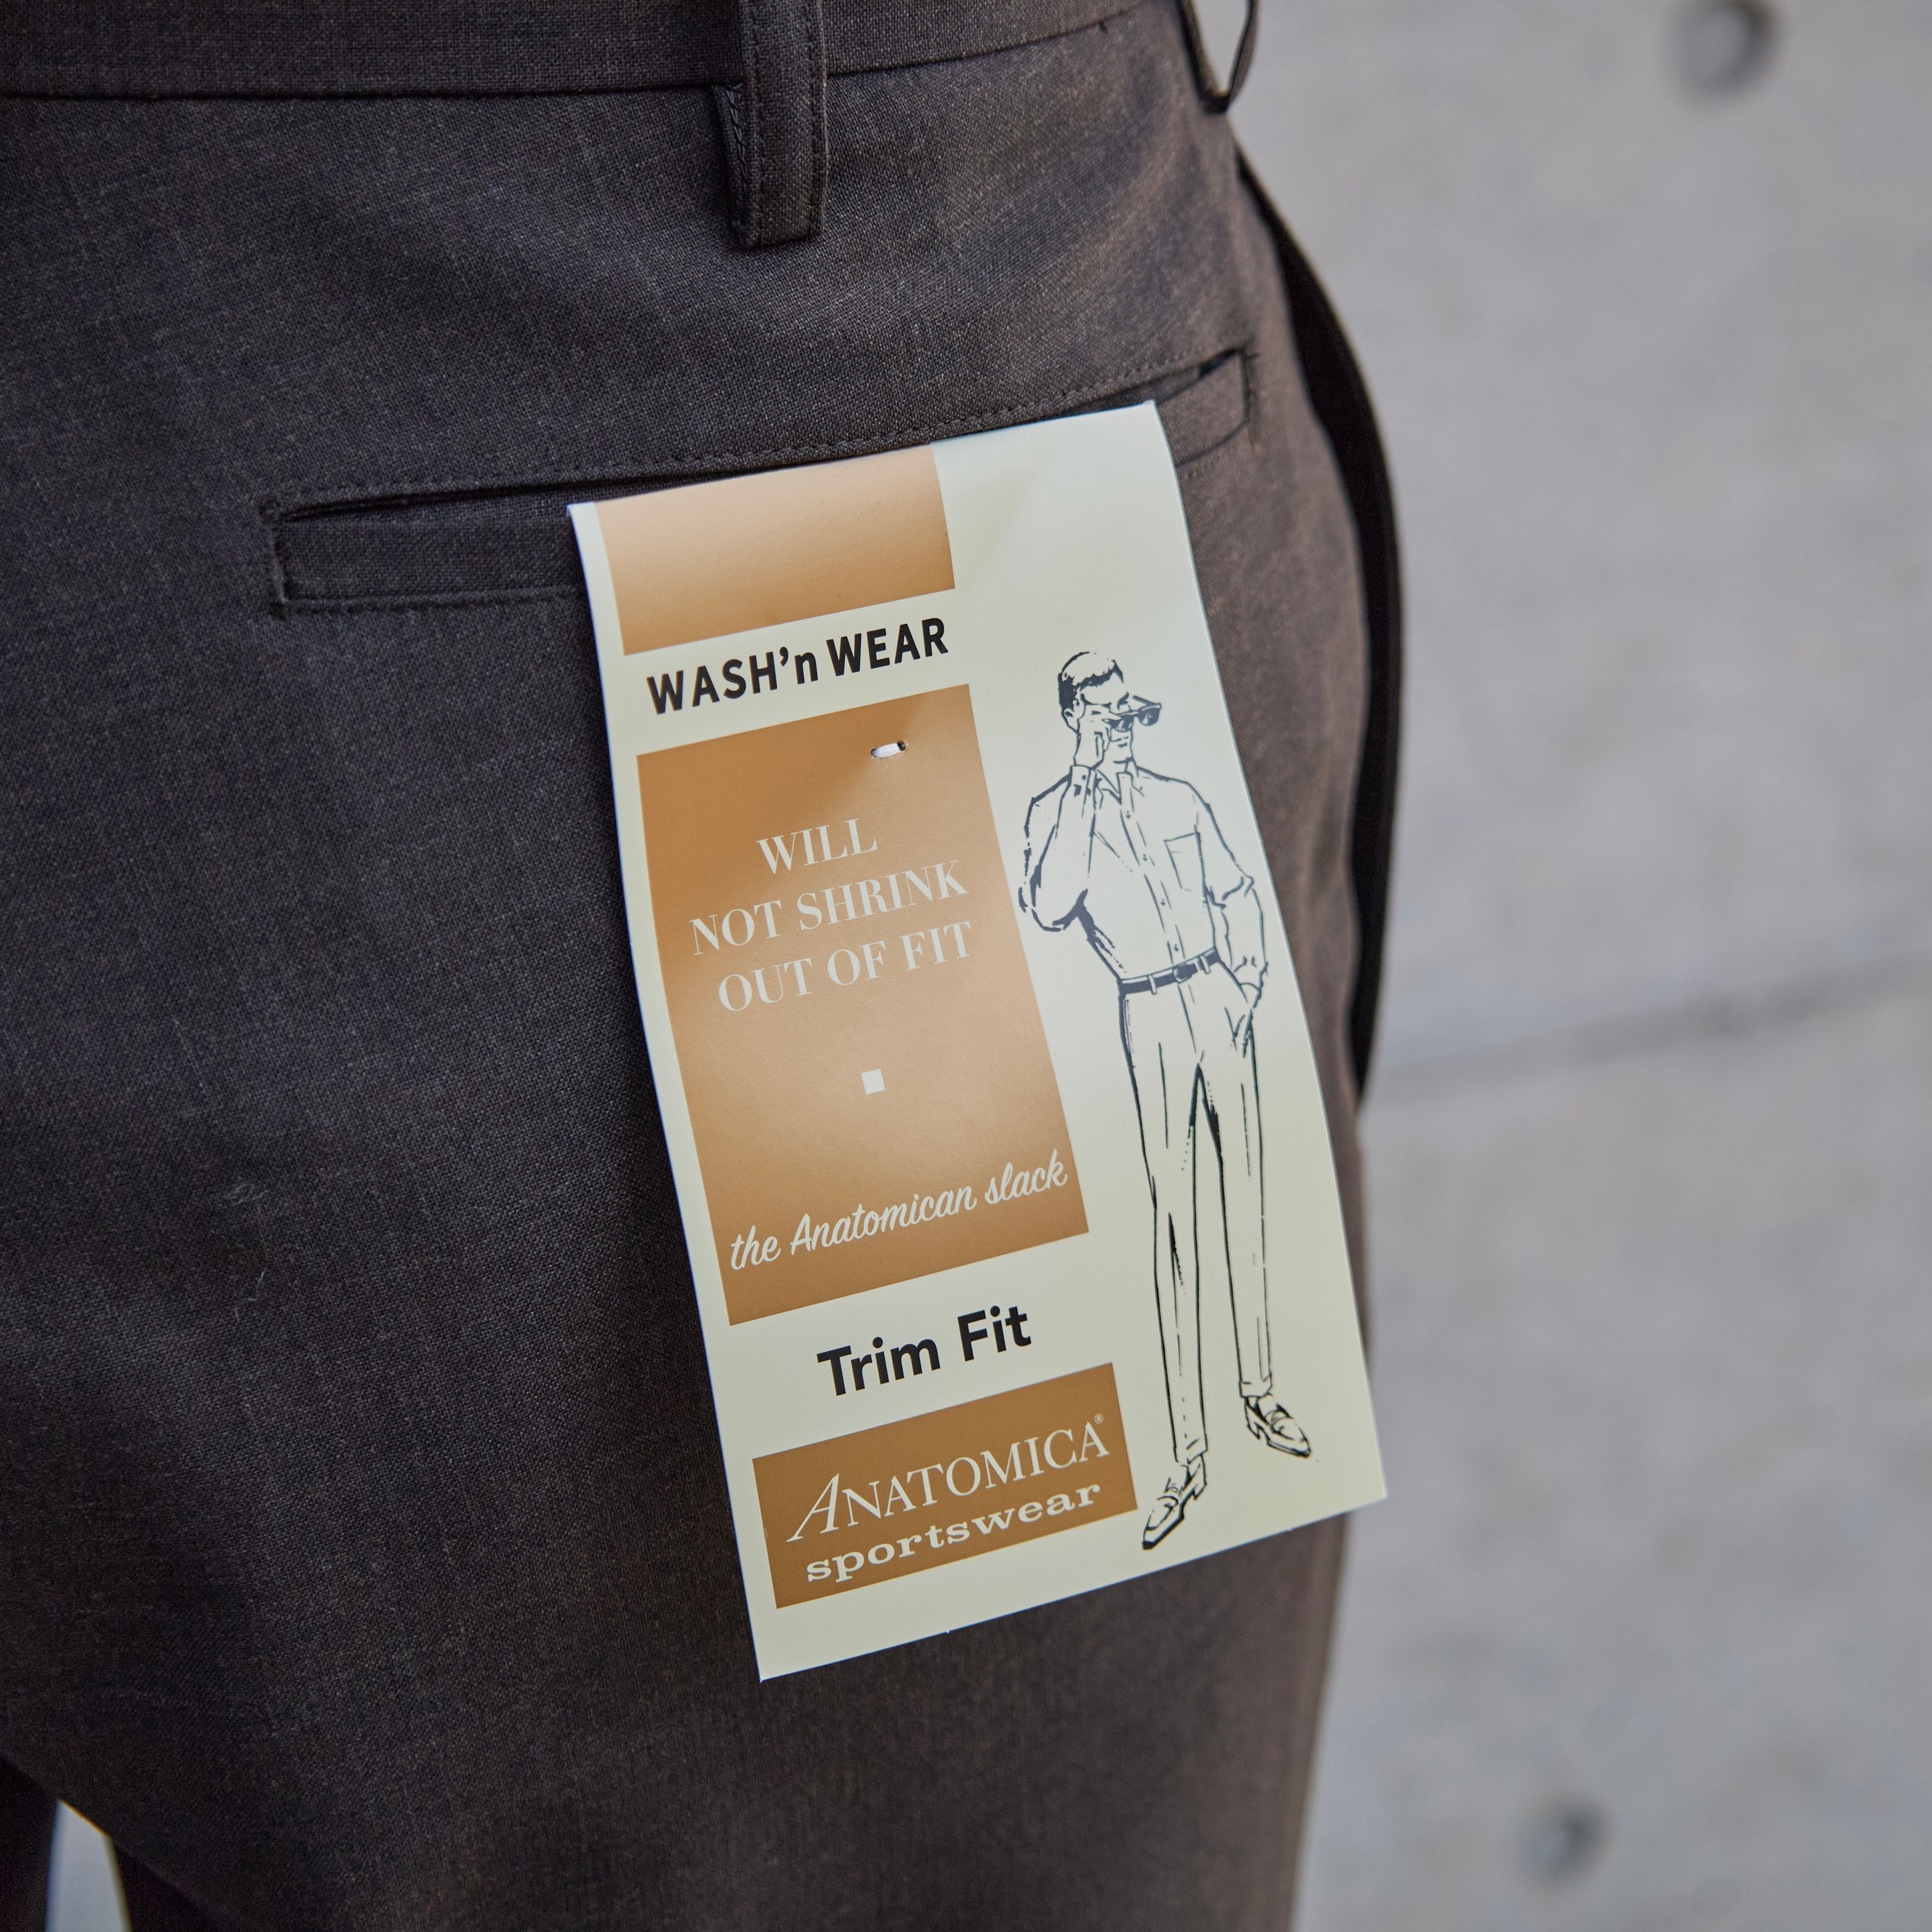 WASH'n WEAR
WILL
NOT SHRINK
OUT OF FIT
the Anatomican slack
Trim Fit
ANATOMICA®
sportswear